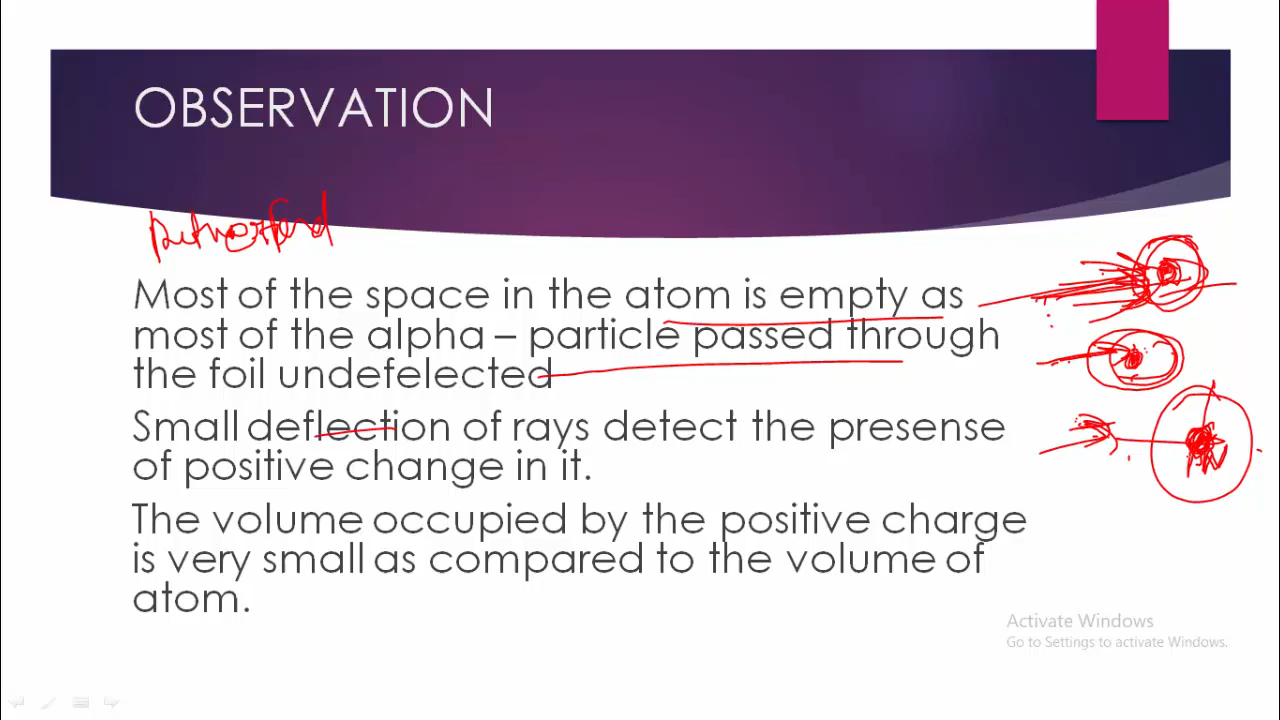 OBSERVATION
Rutherford
Most of the space in the atom is empty as
most of the alpha – particle passed through
the foil undefelected
Small deflection of rays detect the presense
of positive change in it.
The volume occupied by the positive charge
is very small as compared to the volume of
atom.
Activate Windows
Go to Settings to activate Windows.